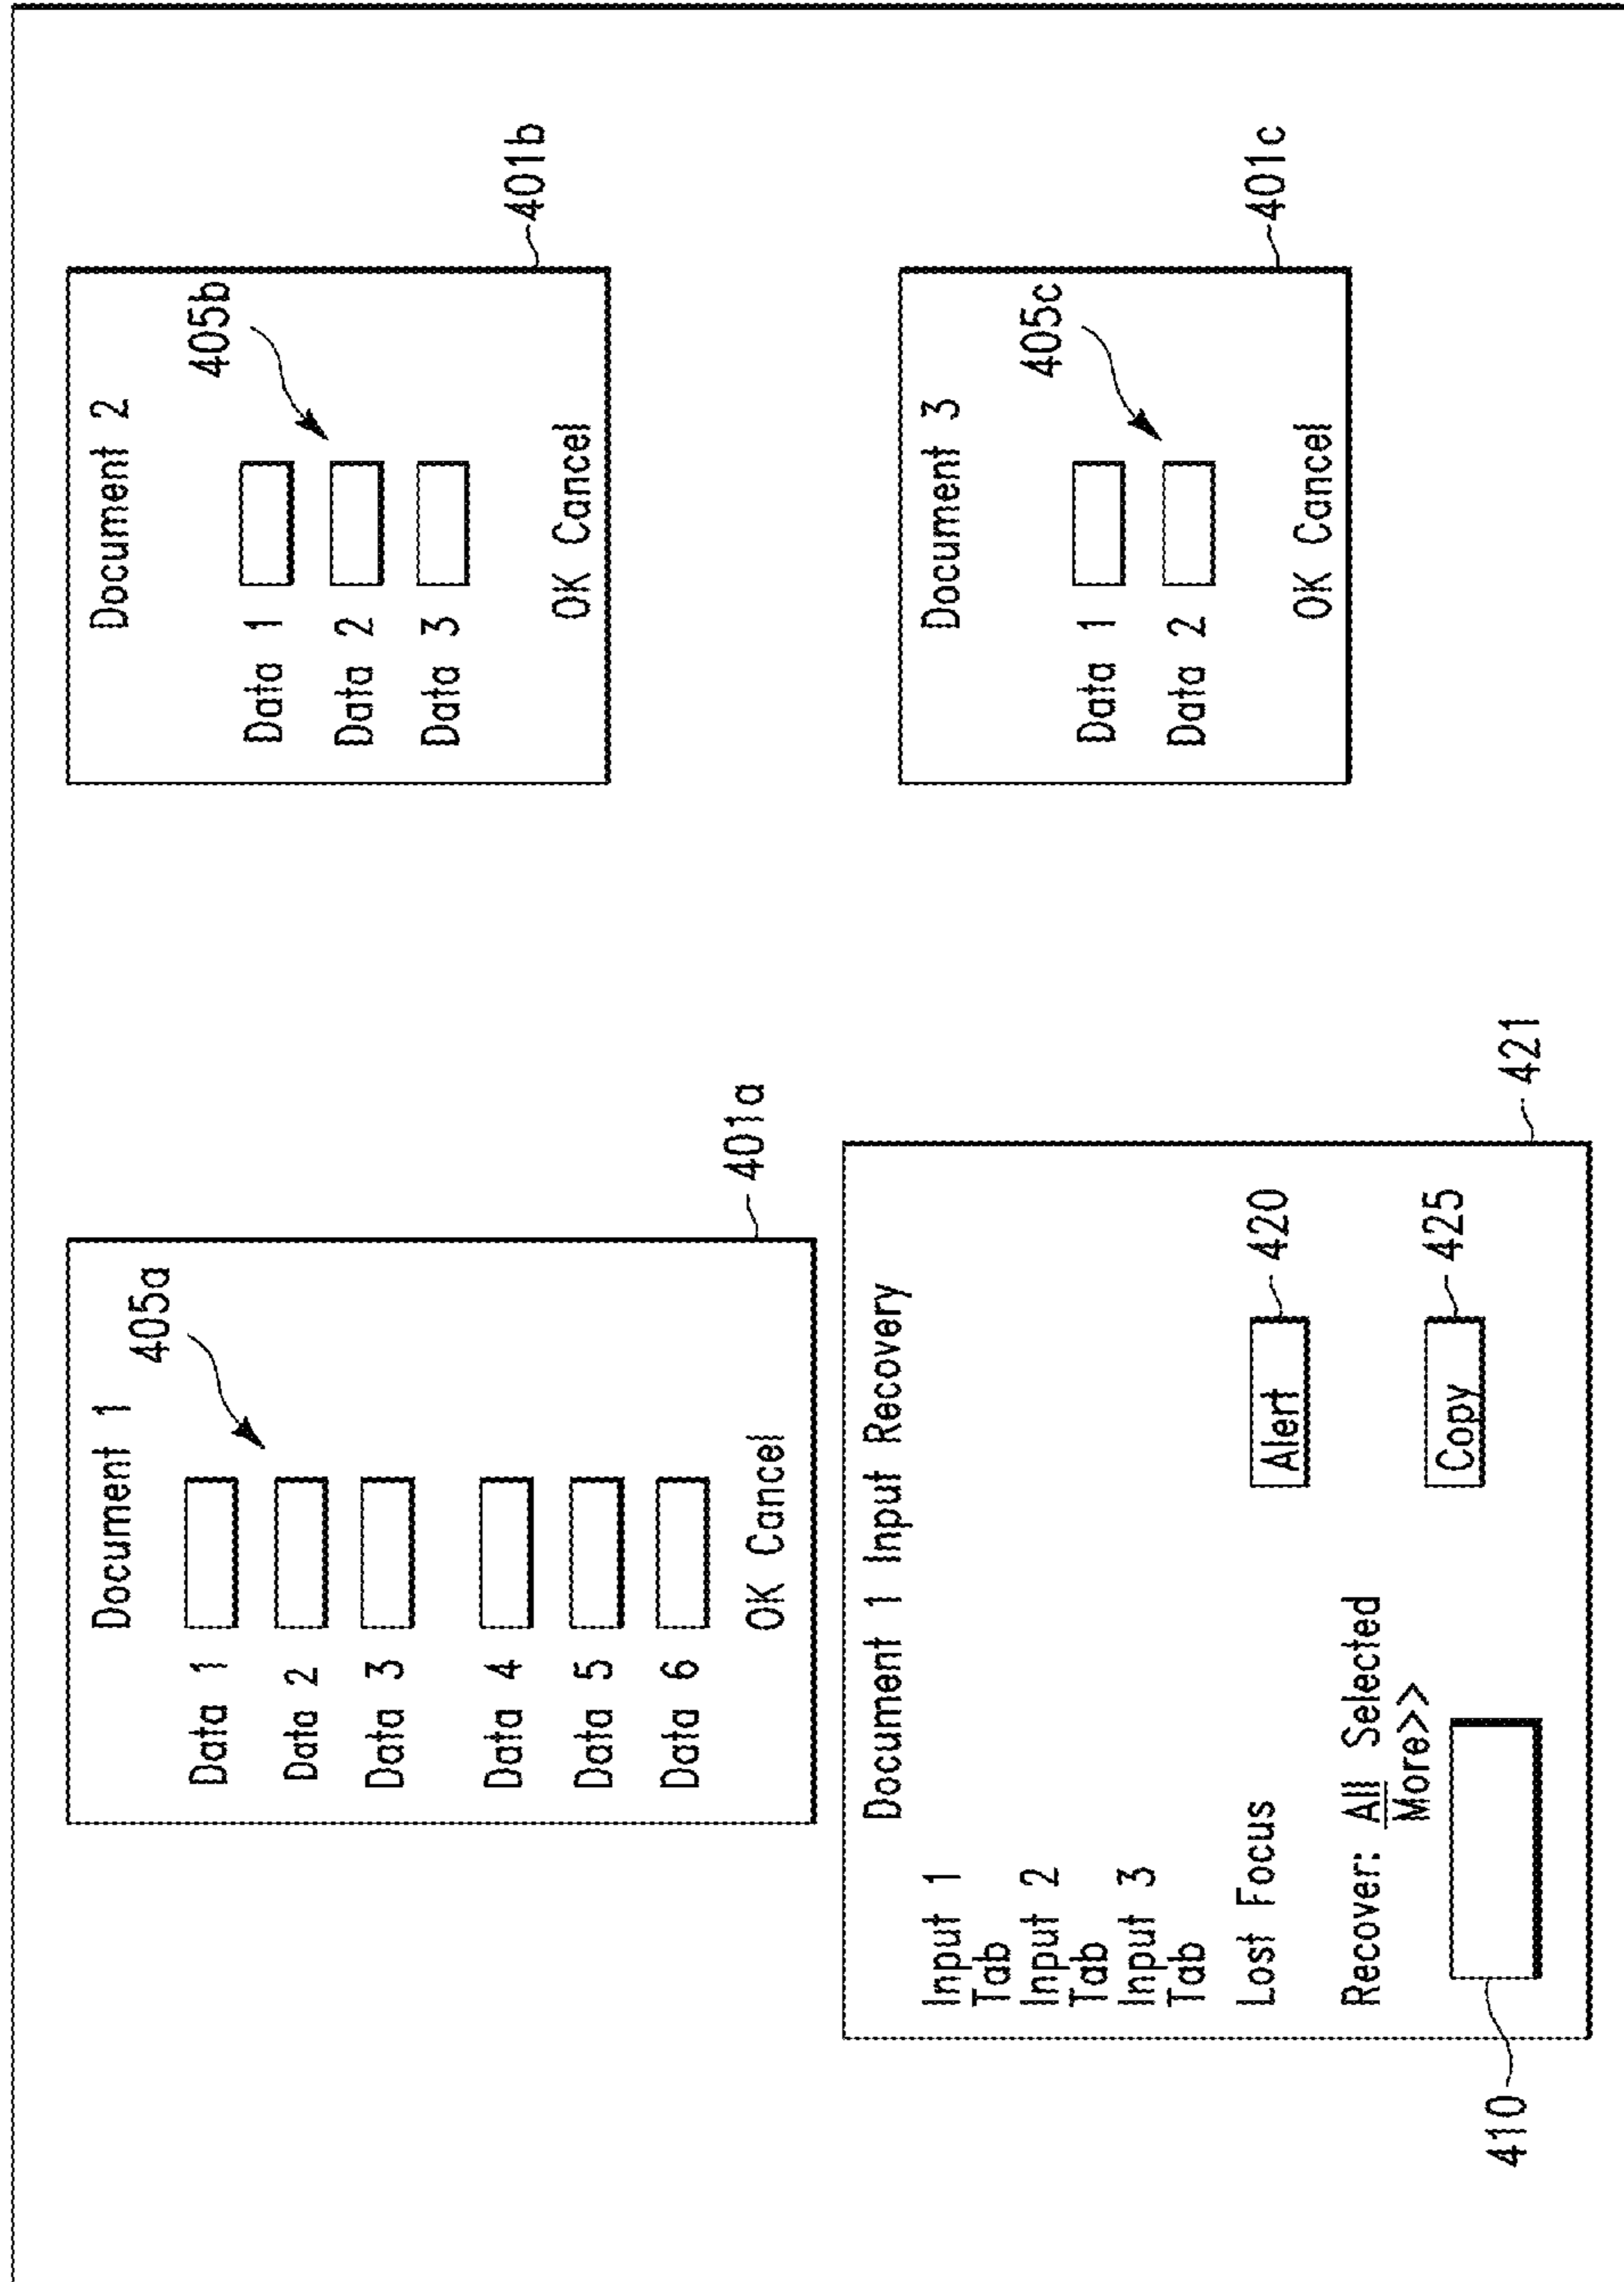 Document 1
405a
Data 1
Data 2
Data 3
Data 4
Data 5
Data 6
OK Cancel
401a
Document 2
405b
Data 1
Data 2
Data 3
OK Cancel
401b
Document 1 Input Recovery
Input 1
Tab
Input 2
Tab
Input 3
Tab
Lost Focus
Alert
420
Recover: All Selected
More>>
Copy
425
410
421
Document 3
405c
Data 1
Data 2
OK Cancel
401c